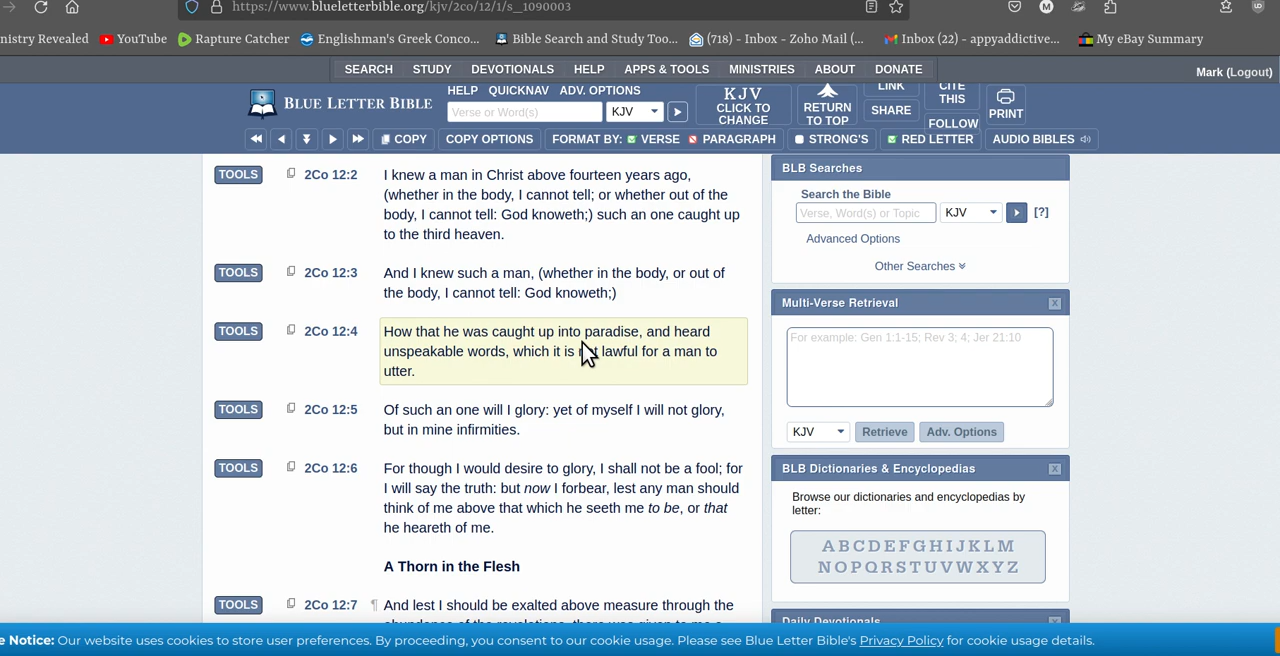 https://www.blueletterbible.org/kjv/2co/12/1/s_1090003
nistry Revealed YouTube Rapture Catcher Englishman's Greek Conco... Bible Search and Study Too... (718) - Inbox - Zoho Mail (... Inbox (22) - appyaddictive... My eBay Summary
SEARCH STUDY DEVOTIONALS HELP APPS & TOOLS MINISTRIES ABOUT DONATE
Mark (Logout)
BLUE LETTER BIBLE
HELP QUICKNAV ADV. OPTIONS
Verse or Word(s) KJV
KJV
CLICK TO
CHANGE
RETURN
TO TOP
LINK
SHARE
CITE
THIS
FOLLOW
PRINT
COPY COPY OPTIONS FORMAT BY: VERSE PARAGRAPH STRONG'S RED LETTER AUDIO BIBLES
TOOLS 2Co 12:2 I knew a man in Christ above fourteen years ago,
(whether in the body, I cannot tell; or whether out of the
body, I cannot tell: God knoweth;) such an one caught up
to the third heaven.
TOOLS 2Co 12:3 And I knew such a man, (whether in the body, or out of
the body, I cannot tell: God knoweth;)
TOOLS 2Co 12:4 How that he was caught up into paradise, and heard
unspeakable words, which it is not lawful for a man to
utter.
TOOLS 2Co 12:5 Of such an one will I glory: yet of myself I will not glory,
but in mine infirmities.
TOOLS 2Co 12:6 For though I would desire to glory, I shall not be a fool; for
I will say the truth: but now I forbear, lest any man should
think of me above that which he seeth me to be, or that
he heareth of me.
A Thorn in the Flesh
TOOLS 2Co 12:7 ¶ And lest I should be exalted above measure through the
BLB Searches
Search the Bible
Verse, Word(s) or Topic KJV [?]
Advanced Options
Other Searches
Multi-Verse Retrieval X
For example: Gen 1:1-15; Rev 3; 4; Jer 21:10
KJV Retrieve Adv. Options
BLB Dictionaries & Encyclopedias X
Browse our dictionaries and encyclopedias by
letter:
A B C D E F G H I J K L M
N O P Q R S T U V W X Y Z
Daily Devotionals
e Notice: Our website uses cookies to store user preferences. By proceeding, you consent to our cookie usage. Please see Blue Letter Bible's Privacy Policy for cookie usage details.